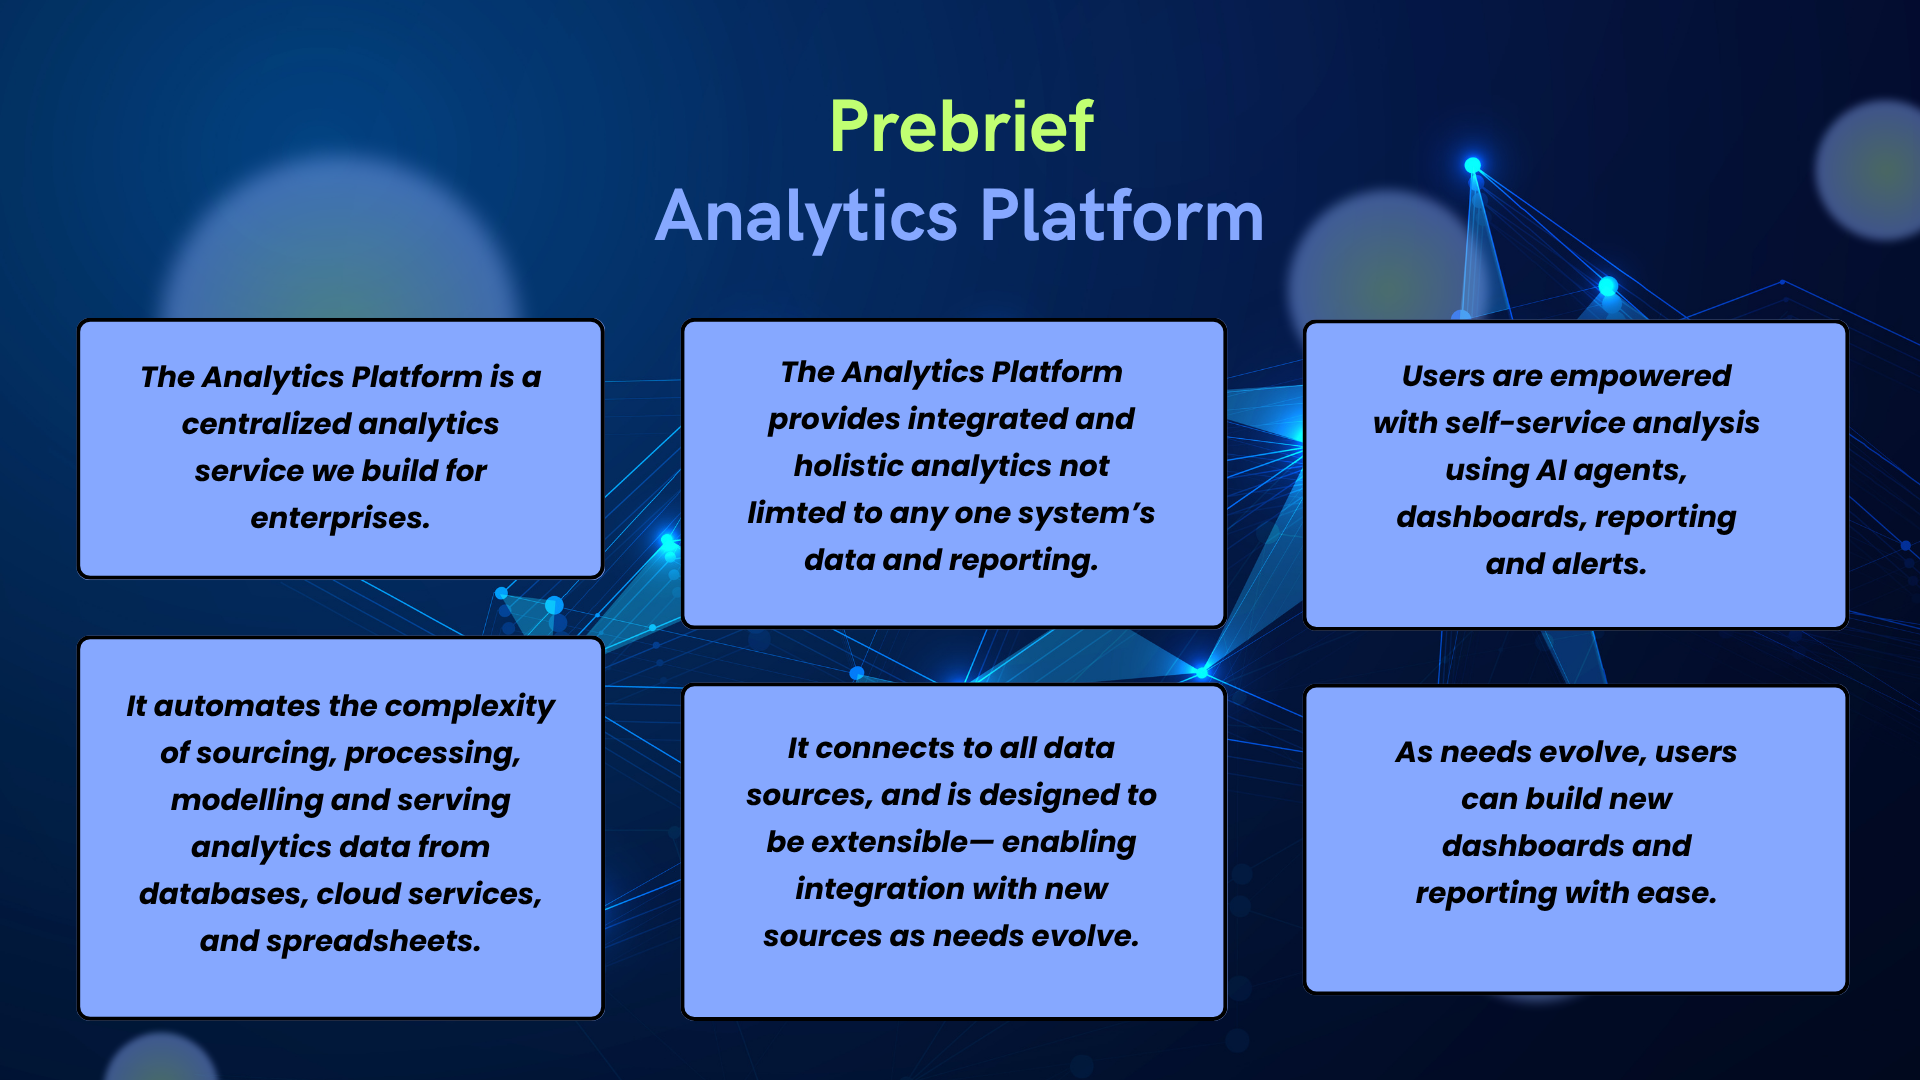 Prebrief
Analytics Platform
The Analytics Platform is a
centralized analytics
service we build for
enterprises.
The Analytics Platform
provides integrated and
holistic analytics not
limted to any one system’s
data and reporting.
Users are empowered
with self-service analysis
using AI agents,
dashboards, reporting
and alerts.
It automates the complexity
of sourcing, processing,
modelling and serving
analytics data from
databases, cloud services,
and spreadsheets.
It connects to all data
sources, and is designed to
be extensible— enabling
integration with new
sources as needs evolve.
As needs evolve, users
can build new
dashboards and
reporting with ease.